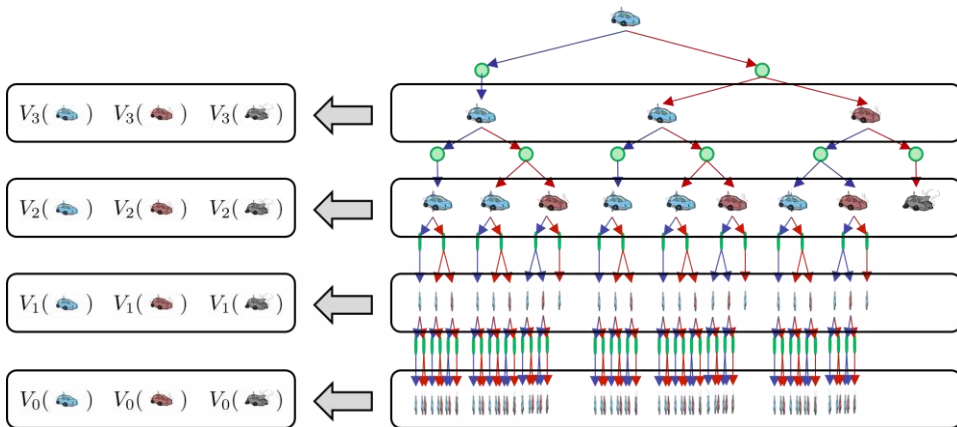 V₃( ) V₃( ) V₃( )
V₂( ) V₂( ) V₂( )
V₁( ) V₁( ) V₁( )
V₀( ) V₀( ) V₀( )